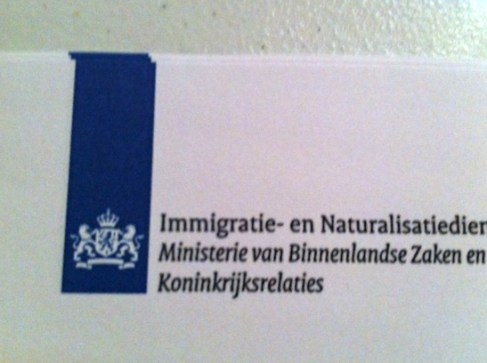 Immigratie- en Naturalisatiedien
Ministerie van Binnenlandse Zaken en
Koninkrijksrelaties